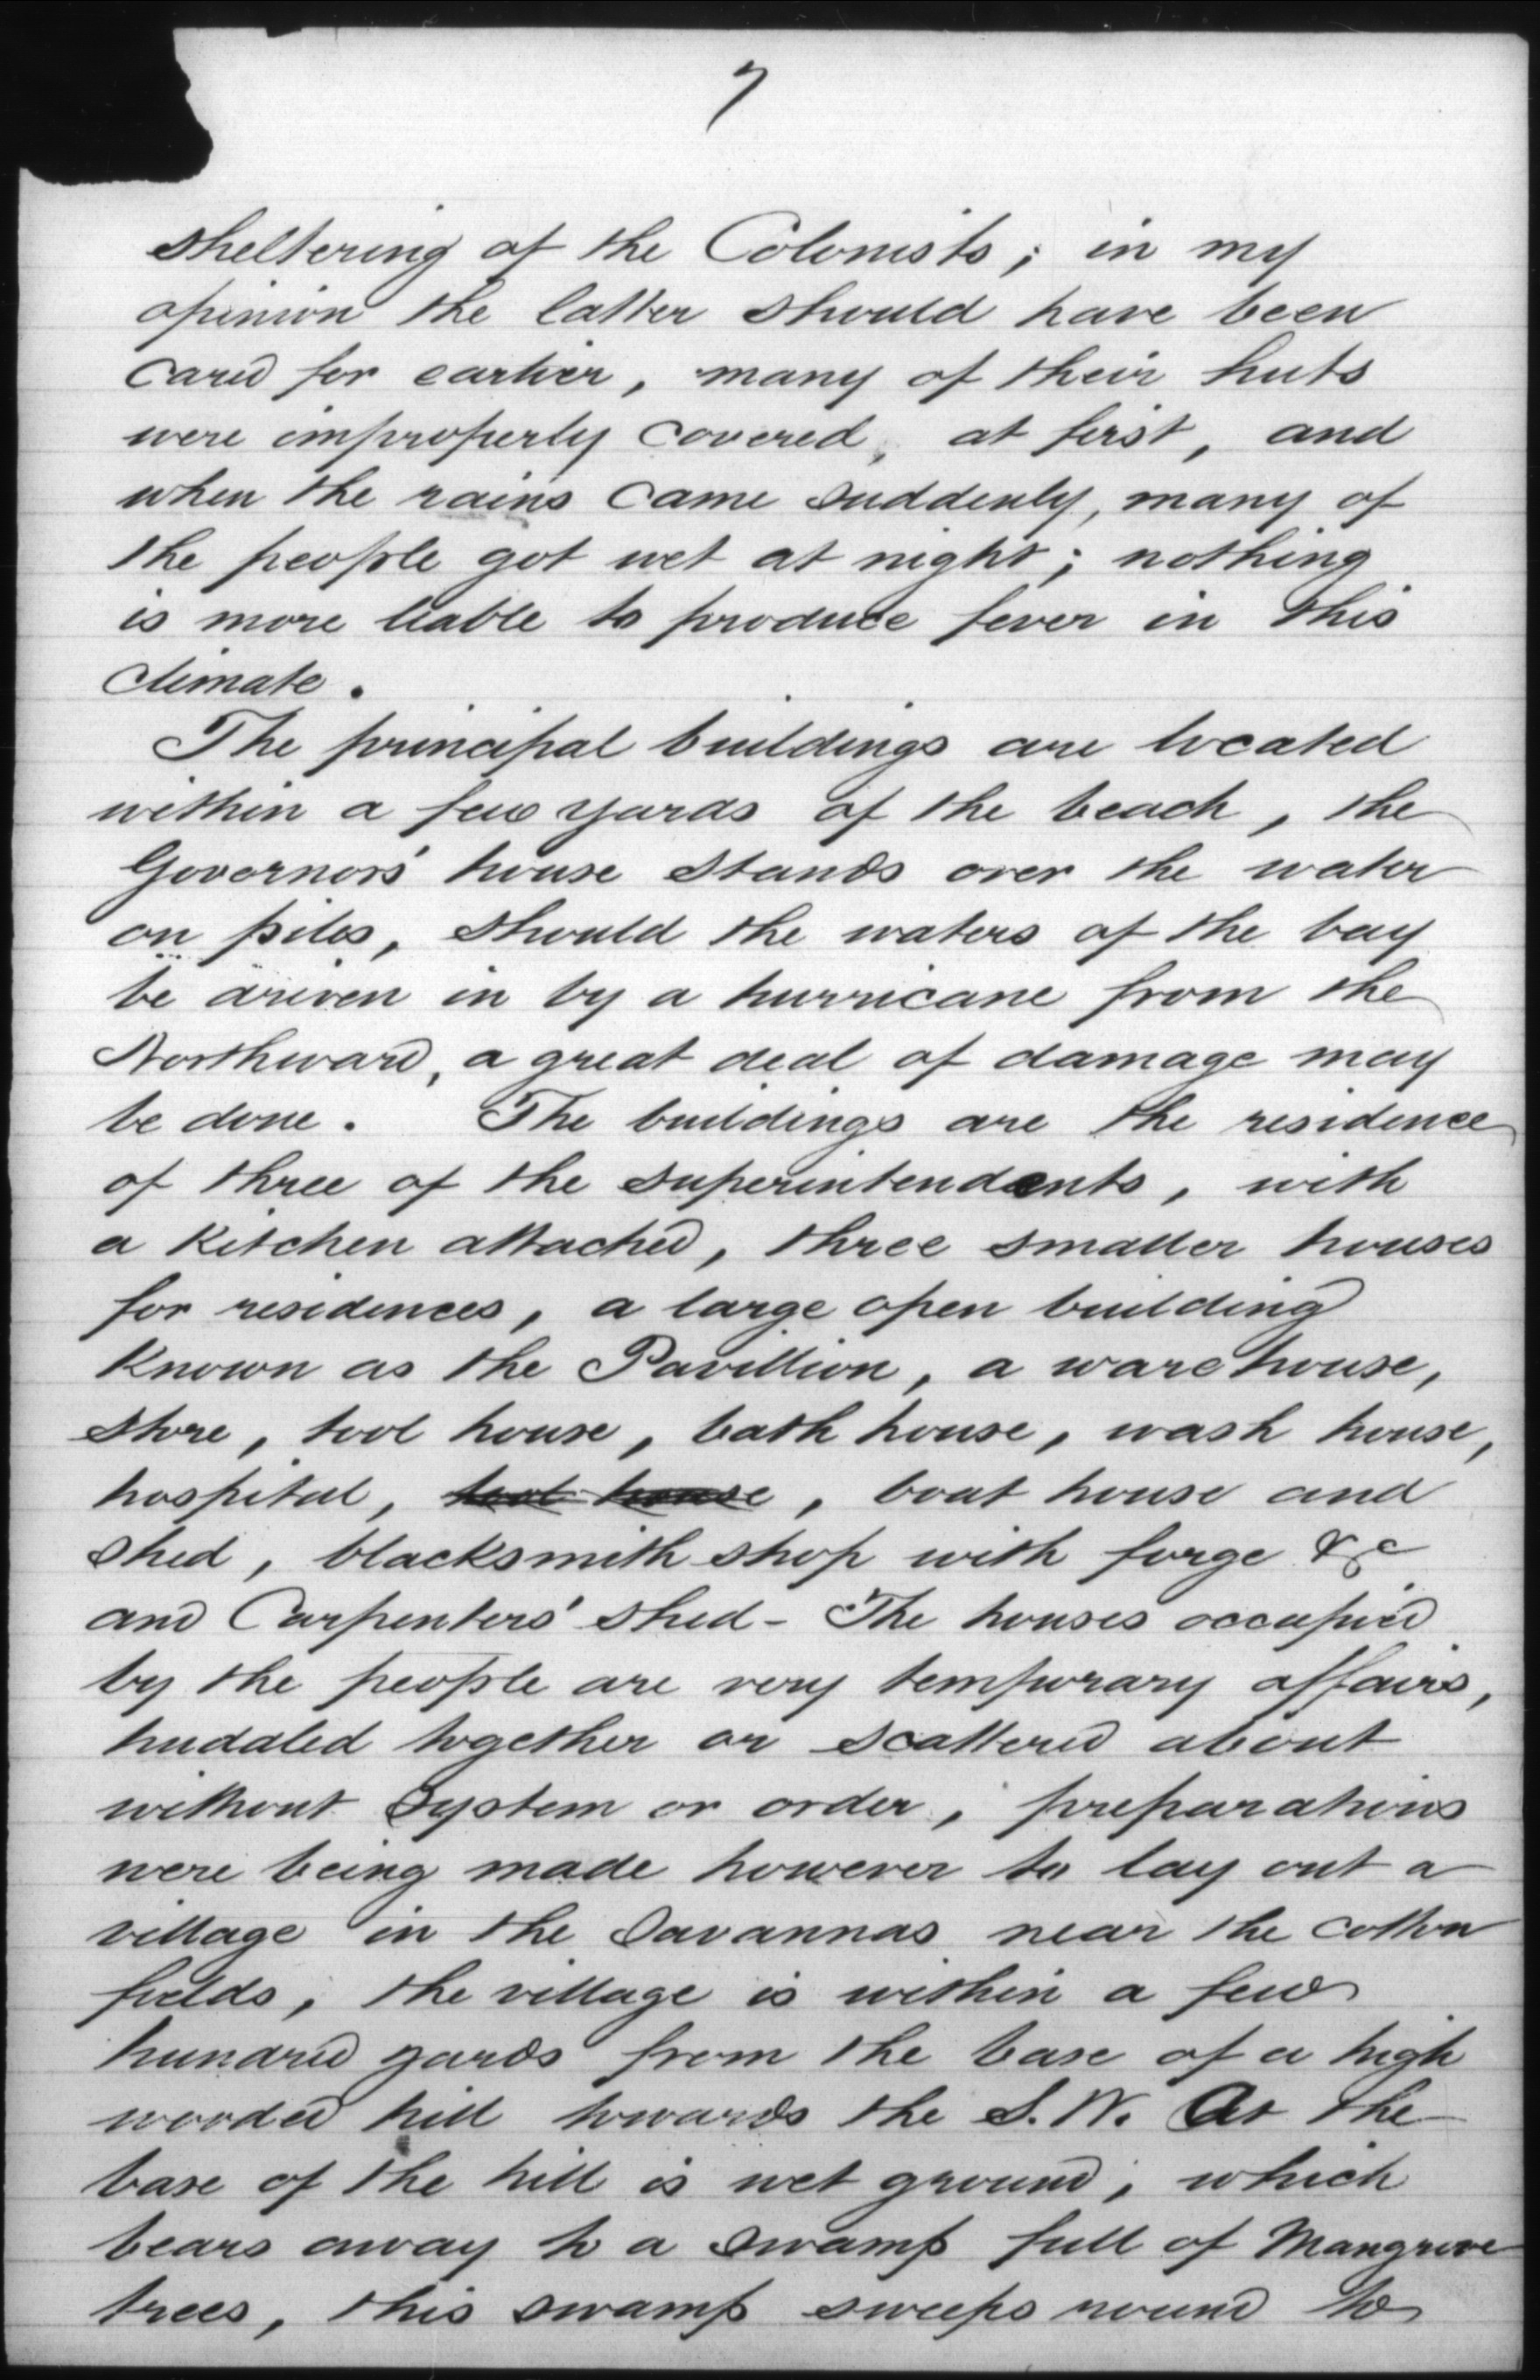 7
sheltering of the Colonists; in my
opinion the latter should have been
cared for earlier, many of their huts
were improperly covered, at first, and
when the rains came suddenly, many of
the people got wet at night; nothing
is more liable to produce fever in this
climate.
The principal buildings are located
within a few yards of the beach, the
Governors' house stands over the water
on piles, should the waters of the bay
be driven in by a hurricane from the
Northward, a great deal of damage may
be done. The buildings are the residence
of three of the superintendents, with
a kitchen attached, three smaller houses
for residences, a large open building
known as the Pavillion, a warehouse,
store, tool house, bath house, wash house,
hospital, tool house, boat house and
shed, blacksmith shop with forge &c
and Carpenters' shed - The houses occupied
by the people are very temporary affairs,
huddled together or scattered about
without system or order, preparations
were being made however to lay out a
village in the Savannas near the cotton
fields, the village is within a few
hundred yards from the base of a high
wooded hill towards the S.W. At the
base of the hill is wet ground, which
bears away to a swamp full of Mangrove
trees, this swamp sweeps round to